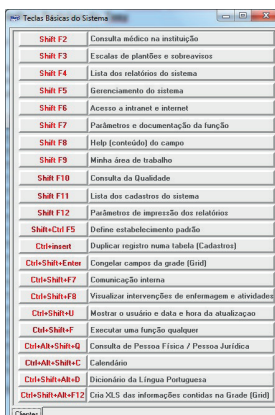 Teclas Básicas do Sistema
Shift F2 Consulta médico na instituição
Shift F3 Escalas de plantões e sobreavisos
Shift F4 Lista dos relatórios do sistema
Shift F5 Gerenciamento do sistema
Shift F6 Acesso a intranet e internet
Shift F7 Parâmetros e documentação da função
Shift F8 Help (conteúdo) do campo
Shift F9 Minha área de trabalho
Shift F10 Consulta da Qualidade
Shift F11 Lista dos cadastros do sistema
Shift F12 Parâmetros de impressão dos relatórios
Shift+Ctrl F5 Define estabelecimento padrão
Ctrl+insert Duplicar registro numa tabela (Cadastros)
Ctrl+Shift+Enter Congelar campos da grade (Grid)
Ctrl+Shift+F7 Comunicação interna
Ctrl+Shift+F8 Visualizar intervenções de enfermagem e atividades
Ctrl+Shift+U Mostrar o usuário e data e hora da atualizaçao
Ctrl+Shift+F Executar uma função qualquer
Ctrl+Alt+Shift+Q Consulta de Pessoa Física / Pessoa Jurídica
Ctrl+Alt+Shift+C Calendário
Ctrl+Shift+Alt+D Dicionário da Língua Portuguesa
Ctrl+Shift+Alt+F12 Cria XLS das informações contidas na Grade (Grid)
Clientes